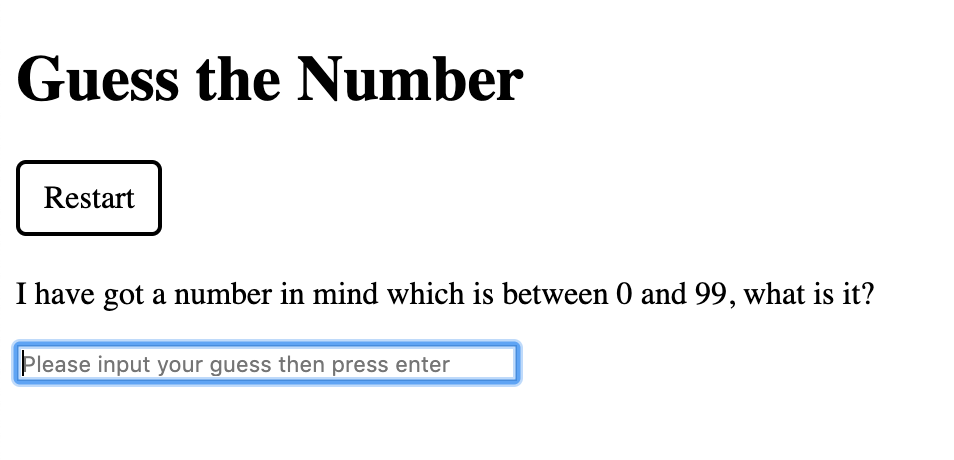 Guess the Number
Restart
I have got a number in mind which is between 0 and 99, what is it?
Please input your guess then press enter